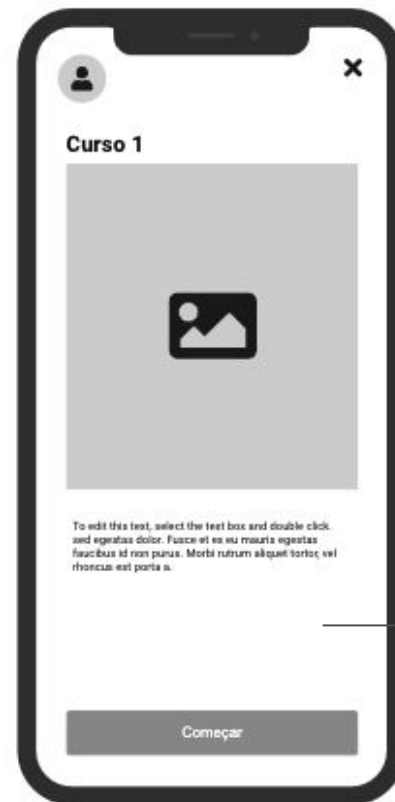 Curso 1
To edit this text, select the text box and double click.
sed egestas dolor. Fusce et ex eu mauris egestas
faucibus id non purus. Morbi rutrum aliquet tortor, vel
rhoncus est porta a.
Começar